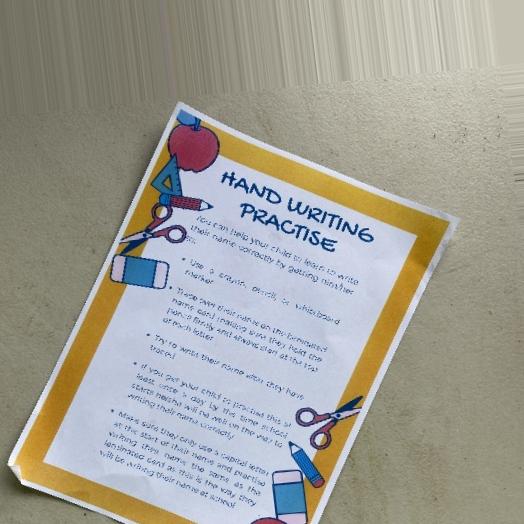 HAND WRITING
PRACTISE
You can help your child to learn to write
their name correctly by getting him/her
to:
• Use a crayon, pencil, or whiteboard
marker
• Trace over their name on the laminated
name card making sure they hold the
pencil firmly and always start at the first
of each letter
• Try to write their name when they have
traced
• If you get your child to practise this at
least once a day by the time school
starts he/she will be well on the way to
writing their name correctly
• Make sure they only use a capital letter
at the start of their name and practise
writing they name the same as the
laminated card as this is the way they
will be writing their name at school